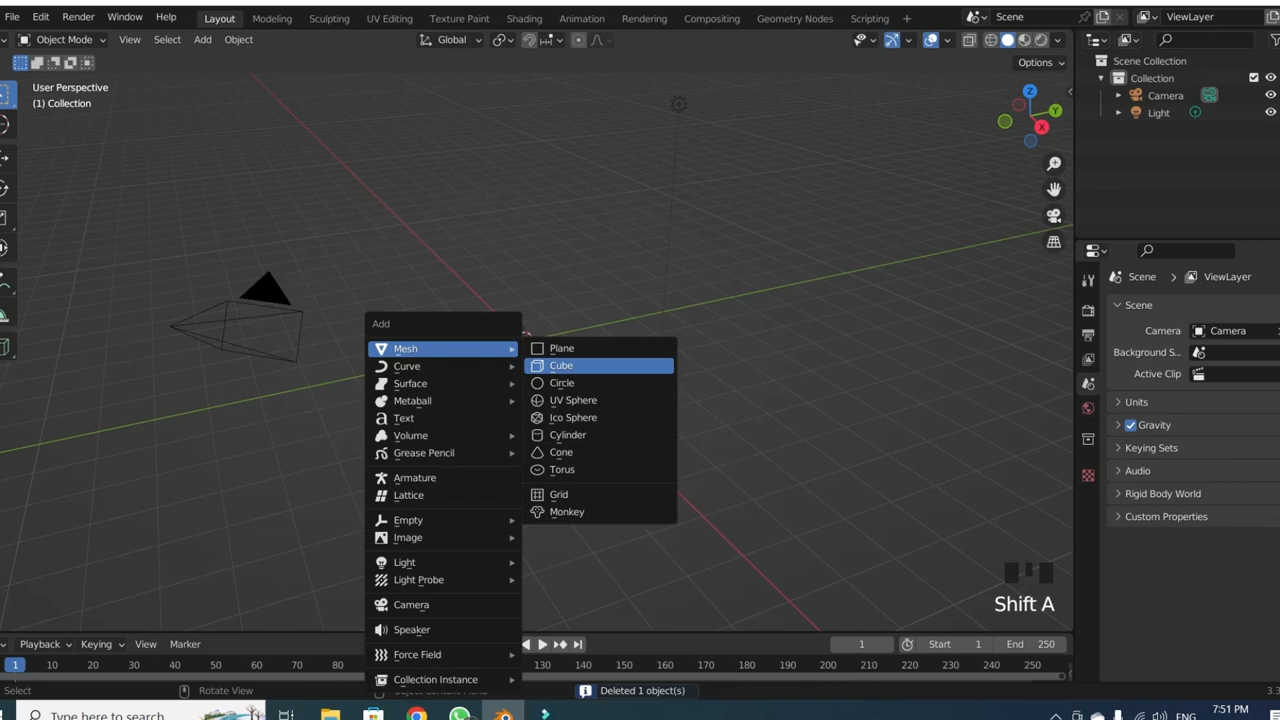 File Edit Render Window Help Layout Modeling Sculpting UV Editing Texture Paint Shading Animation Rendering Compositing Geometry Nodes Scripting + Scene ViewLayer
Object Mode View Select Add Object Global
Options
User Perspective
(1) Collection
Z
Y
X
Scene Collection
Collection
Camera
Light
Scene ViewLayer
Scene
Camera Camera
Background S...
Active Clip
Units
Gravity
Keying Sets
Audio
Rigid Body World
Custom Properties
Add
Mesh
Curve
Surface
Metaball
Text
Volume
Grease Pencil
Armature
Lattice
Empty
Image
Light
Light Probe
Camera
Speaker
Force Field
Collection Instance
Plane
Cube
Circle
UV Sphere
Ico Sphere
Cylinder
Cone
Torus
Grid
Monkey
Shift A
Playback Keying View Marker 1 Start 1 End 250
1 10 20 30 40 50 60 70 80 130 140 150 160 170 180 190 200 210 220 230 240 250
Select Rotate View Object Context Menu Deleted 1 object(s) 3.3
Type here to search ENG 7:51 PM